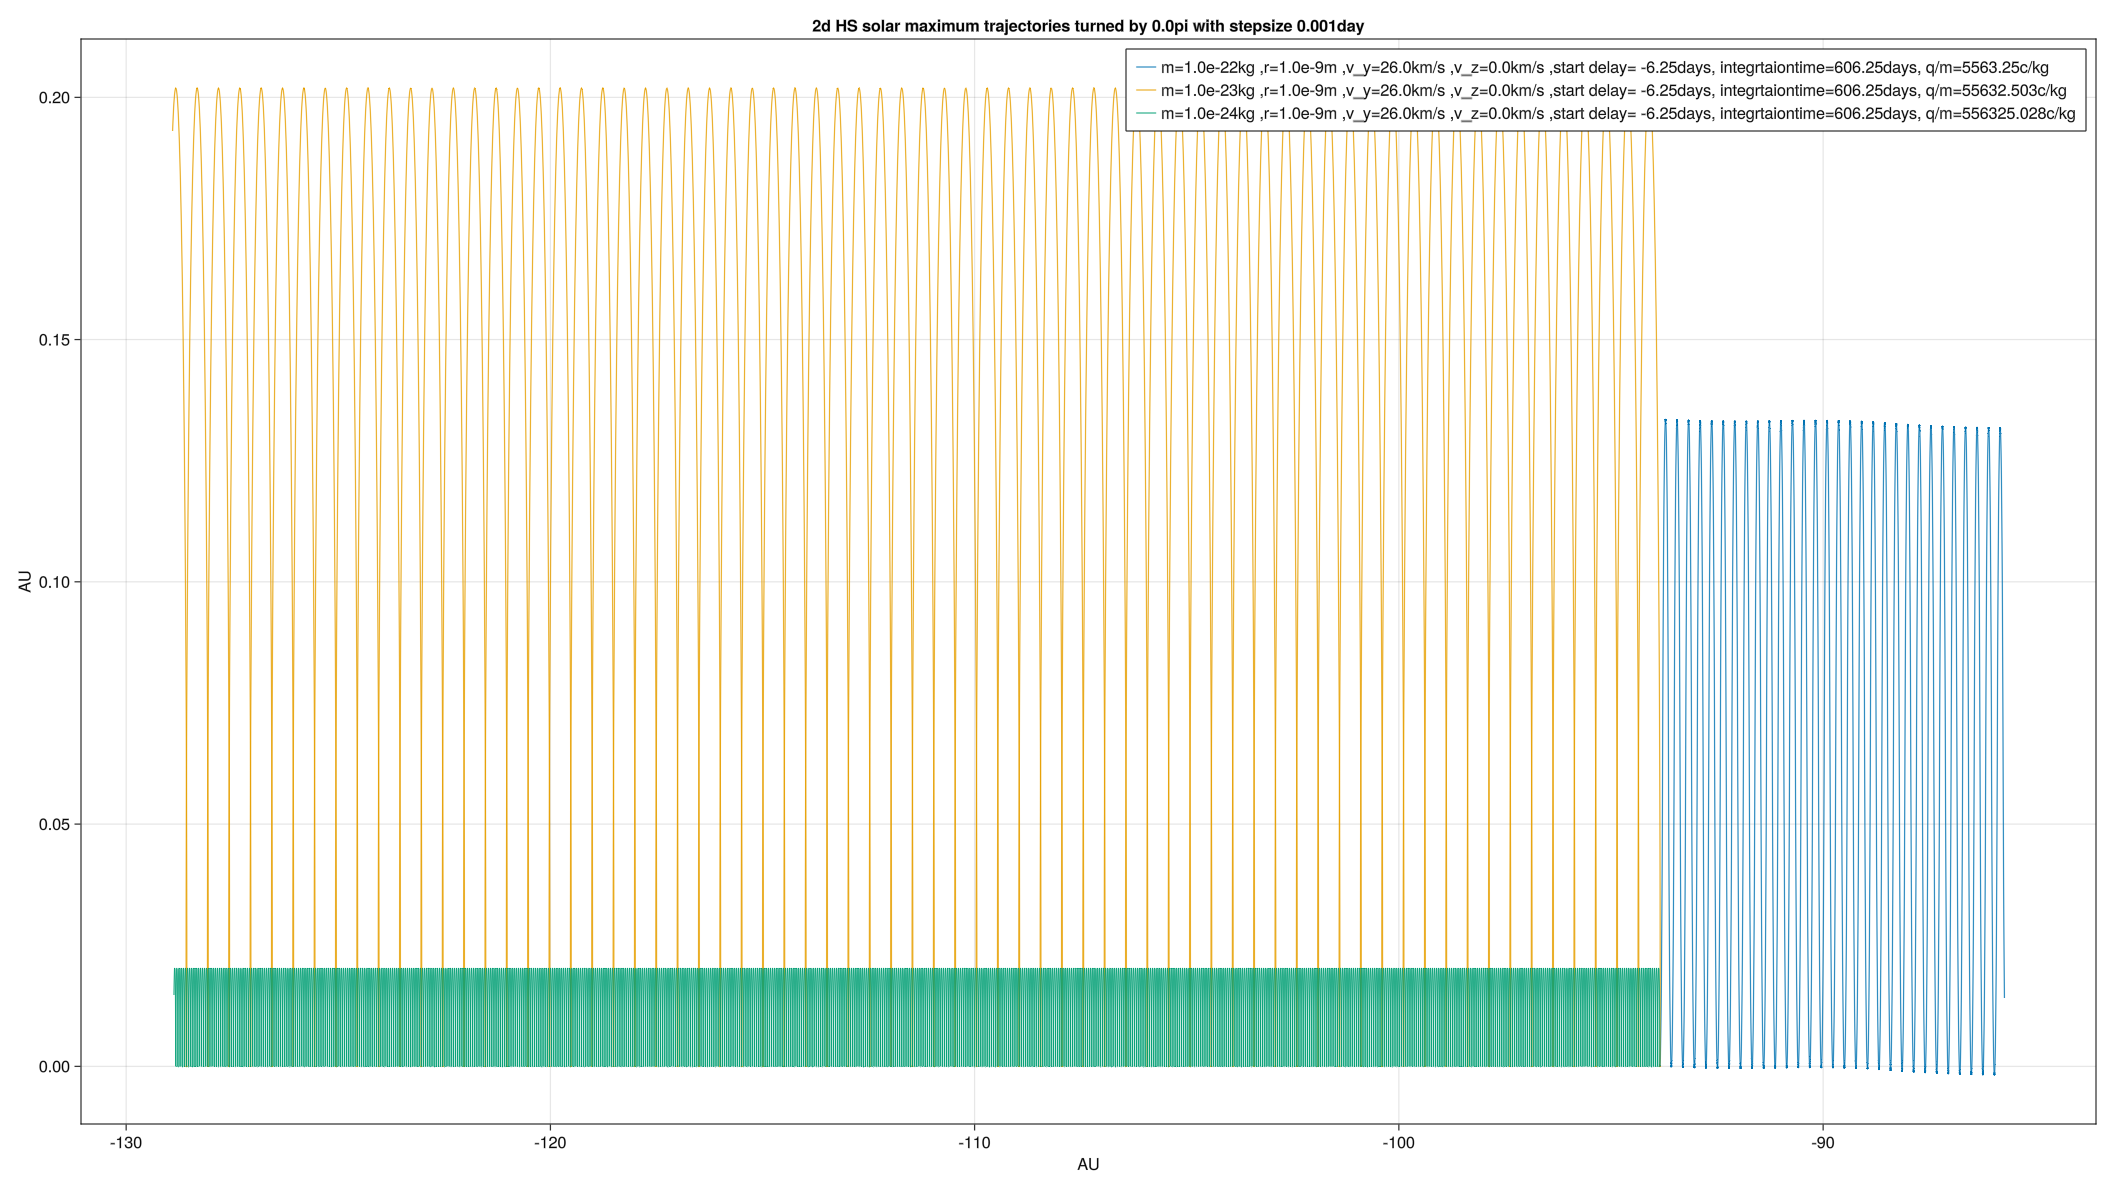 2d HS solar maximum trajectories turned by 0.0pi with stepsize 0.001day
m=1.0e-22kg ,r=1.0e-9m ,v_y=26.0km/s ,v_z=0.0km/s ,start delay= -6.25days, integrtaiontime=606.25days, q/m=5563.25c/kg
m=1.0e-23kg ,r=1.0e-9m ,v_y=26.0km/s ,v_z=0.0km/s ,start delay= -6.25days, integrtaiontime=606.25days, q/m=55632.503c/kg
m=1.0e-24kg ,r=1.0e-9m ,v_y=26.0km/s ,v_z=0.0km/s ,start delay= -6.25days, integrtaiontime=606.25days, q/m=556325.028c/kg
0.20
0.15
0.10
0.05
0.00
AU
-130
-120
-110
-100
-90
AU